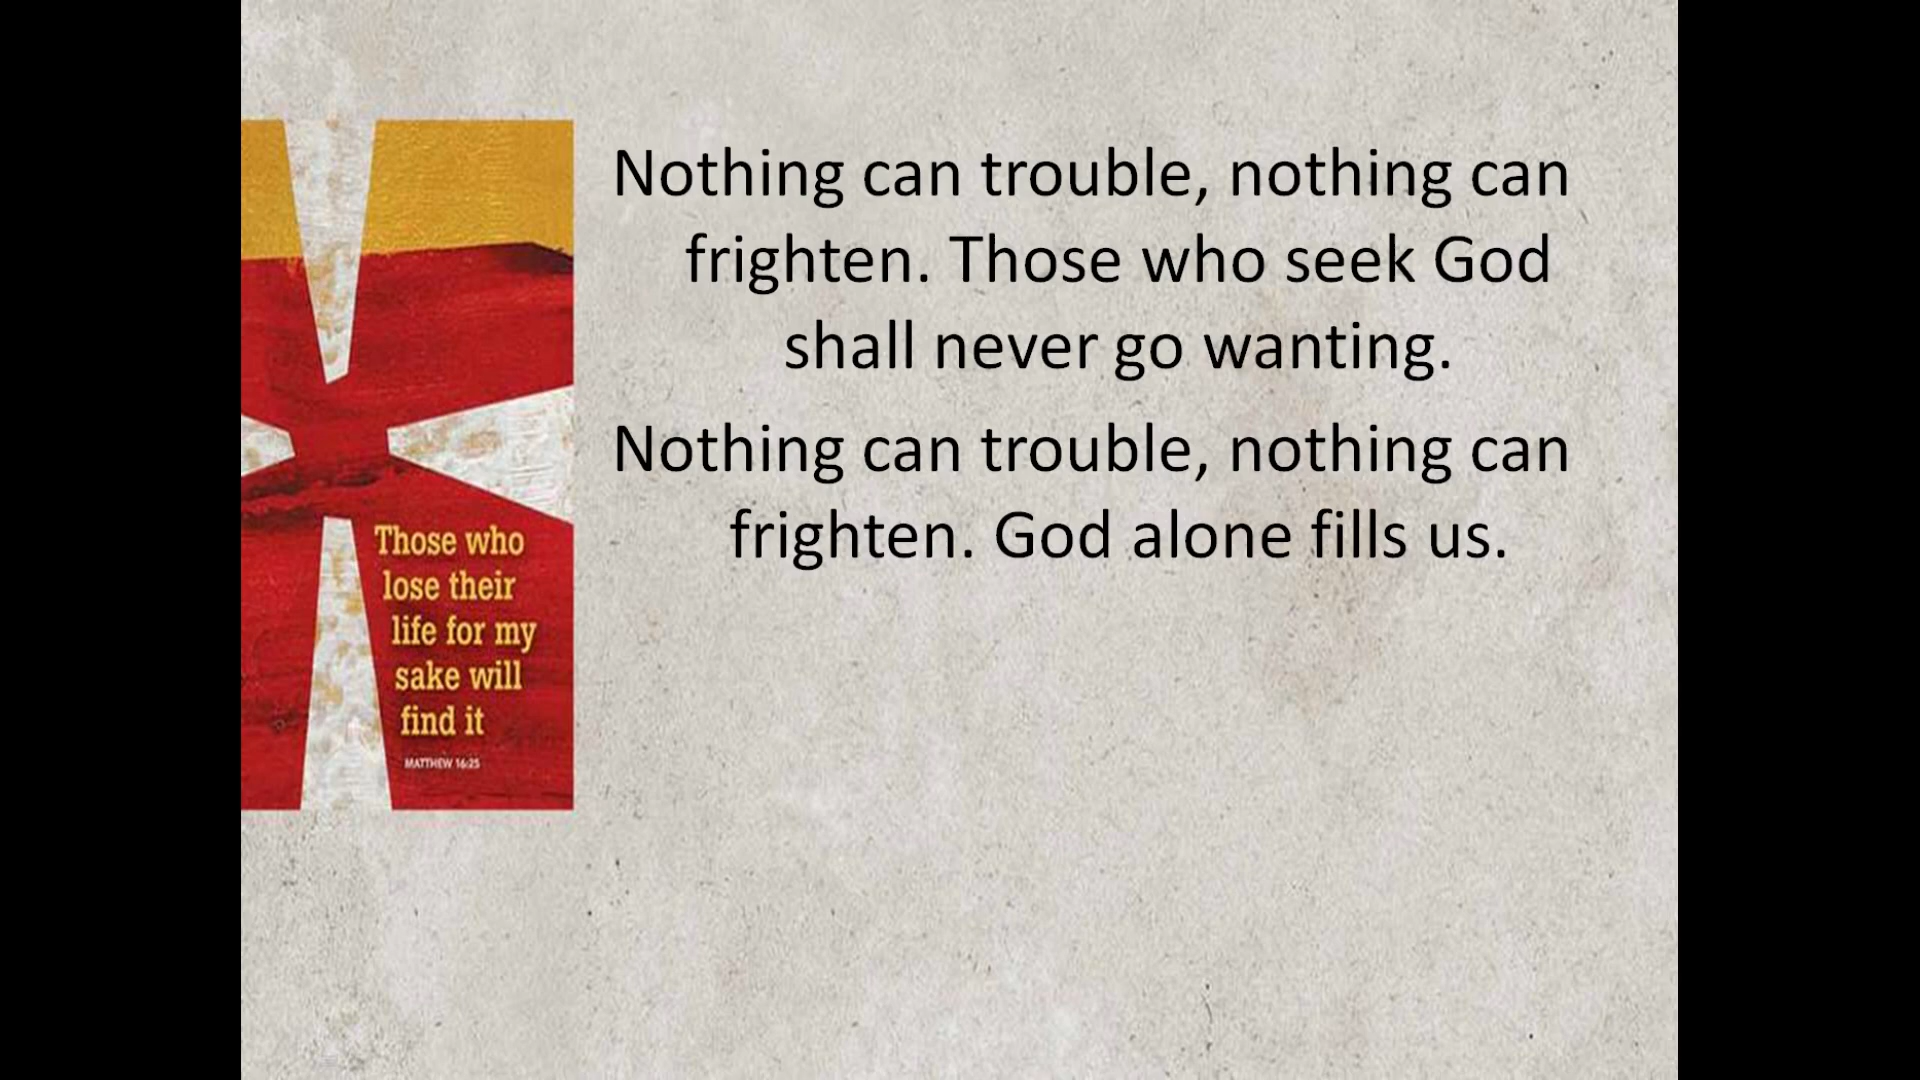 Nothing can trouble, nothing can
frighten. Those who seek God
shall never go wanting.
Nothing can trouble, nothing can
frighten. God alone fills us.
Those who
lose their
life for my
sake will
find it
MATTHEW 16:25